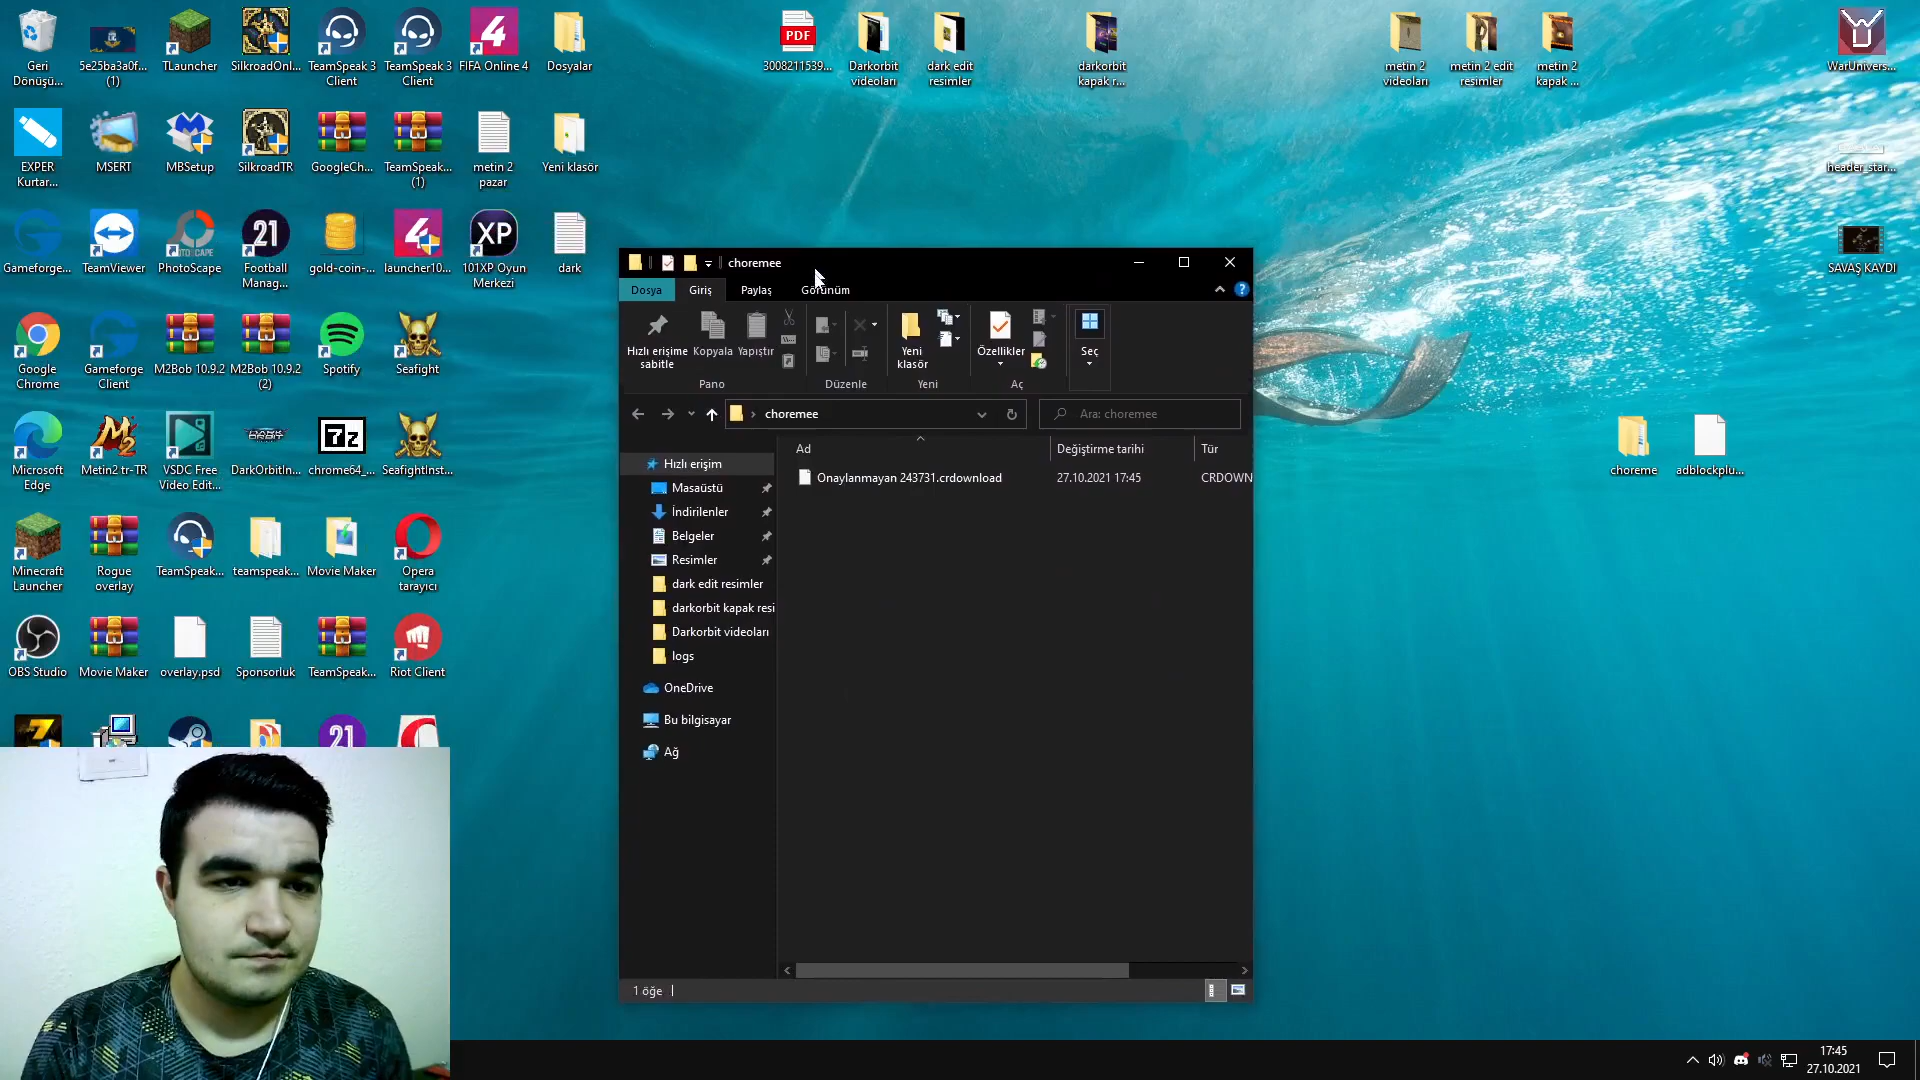 Geri
Dönüşü...
5e25ba3a0f...
(1)
TLauncher
SilkroadOnl...
TeamSpeak 3
Client
TeamSpeak 3
Client
FIFA Online 4
Dosyalar
PDF
3008211539...
Darkorbit
videoları
dark edit
resimler
darkorbit
kapak r...
metin 2
videoları
metin 2 edit
resimler
metin 2
kapak ...
WarUnivers...
EXPER
Kurtar...
MSERT
MBSetup
SilkroadTR
GoogleCh...
TeamSpeak...
(1)
metin 2
pazar
Yeni klasör
header_star...
Gameforge...
TeamViewer
PhotoScape
21
Football
Manag...
gold-coin-...
launcher10...
XP
101XP Oyun
Merkezi
dark
SAVAŞ KAYDI
Google
Chrome
Gameforge
Client
M2Bob 10.9.2
M2Bob 10.9.2
(2)
Spotify
Seafight
Microsoft
Edge
Metin2 tr-TR
VSDC Free
Video Edit...
DarkOrbitIn...
7z
chrome64_...
SeafightInst...
choreme
adblockplu...
Minecraft
Launcher
Rogue
overlay
TeamSpeak...
teamspeak...
Movie Maker
Opera
tarayıcı
OBS Studio
Movie Maker
overlay.psd
Sponsorluk
TeamSpeak...
Riot Client
21
choremee
Dosya
Giriş
Paylaş
Görünüm
Hızlı erişime
sabitle
Kopyala
Yapıştır
Yeni
klasör
Özellikler
Seç
Pano
Düzenle
Yeni
Aç
choremee
Ara: choremee
Ad
Değiştirme tarihi
Tür
Onaylanmayan 243731.crdownload
27.10.2021 17:45
CRDOWN
Hızlı erişim
Masaüstü
İndirilenler
Belgeler
Resimler
dark edit resimler
darkorbit kapak resi
Darkorbit videoları
logs
OneDrive
Bu bilgisayar
Ağ
1 öğe
17:45
27.10.2021